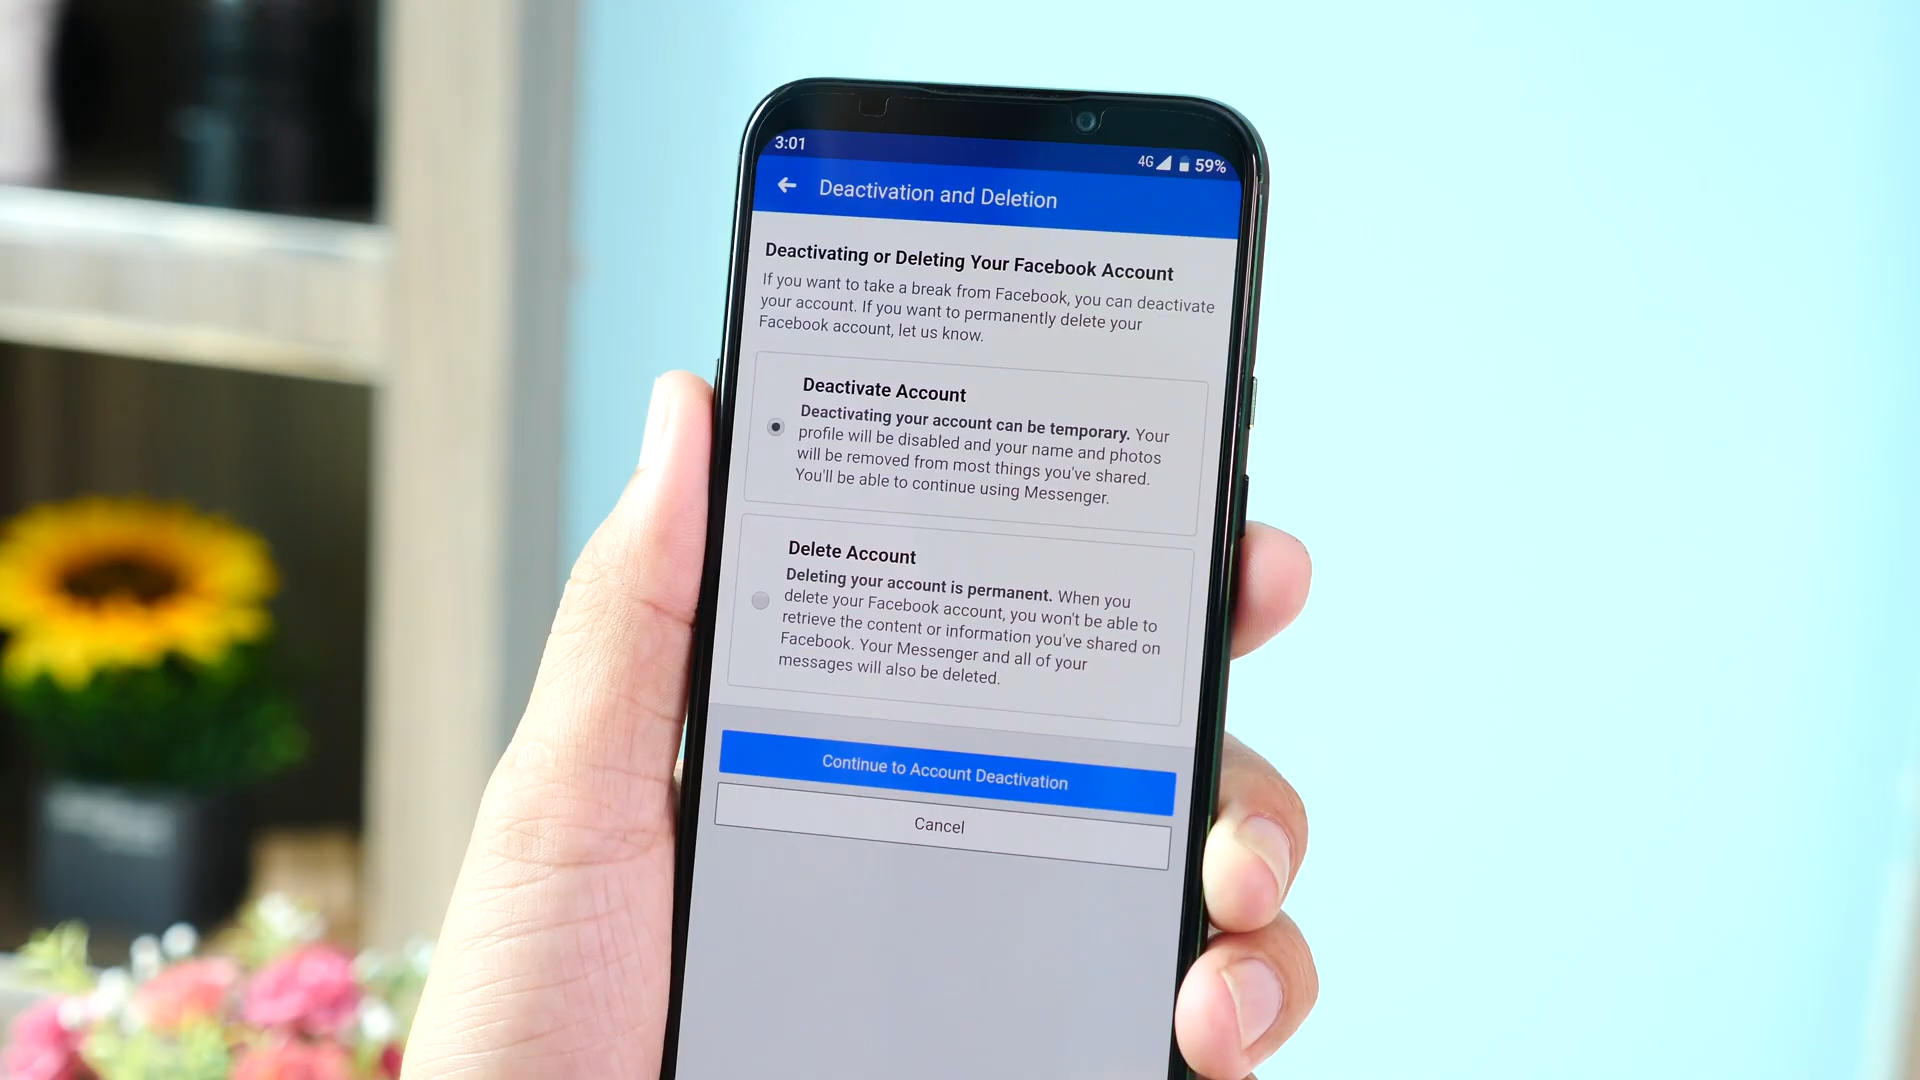 3:01
4G 59%
Deactivation and Deletion
Deactivating or Deleting Your Facebook Account
If you want to take a break from Facebook, you can deactivate
your account. If you want to permanently delete your
Facebook account, let us know.
Deactivate Account
Deactivating your account can be temporary. Your
profile will be disabled and your name and photos
will be removed from most things you've shared.
You'll be able to continue using Messenger.
Delete Account
Deleting your account is permanent. When you
delete your Facebook account, you won't be able to
retrieve the content or information you've shared on
Facebook. Your Messenger and all of your
messages will also be deleted.
Continue to Account Deactivation
Cancel